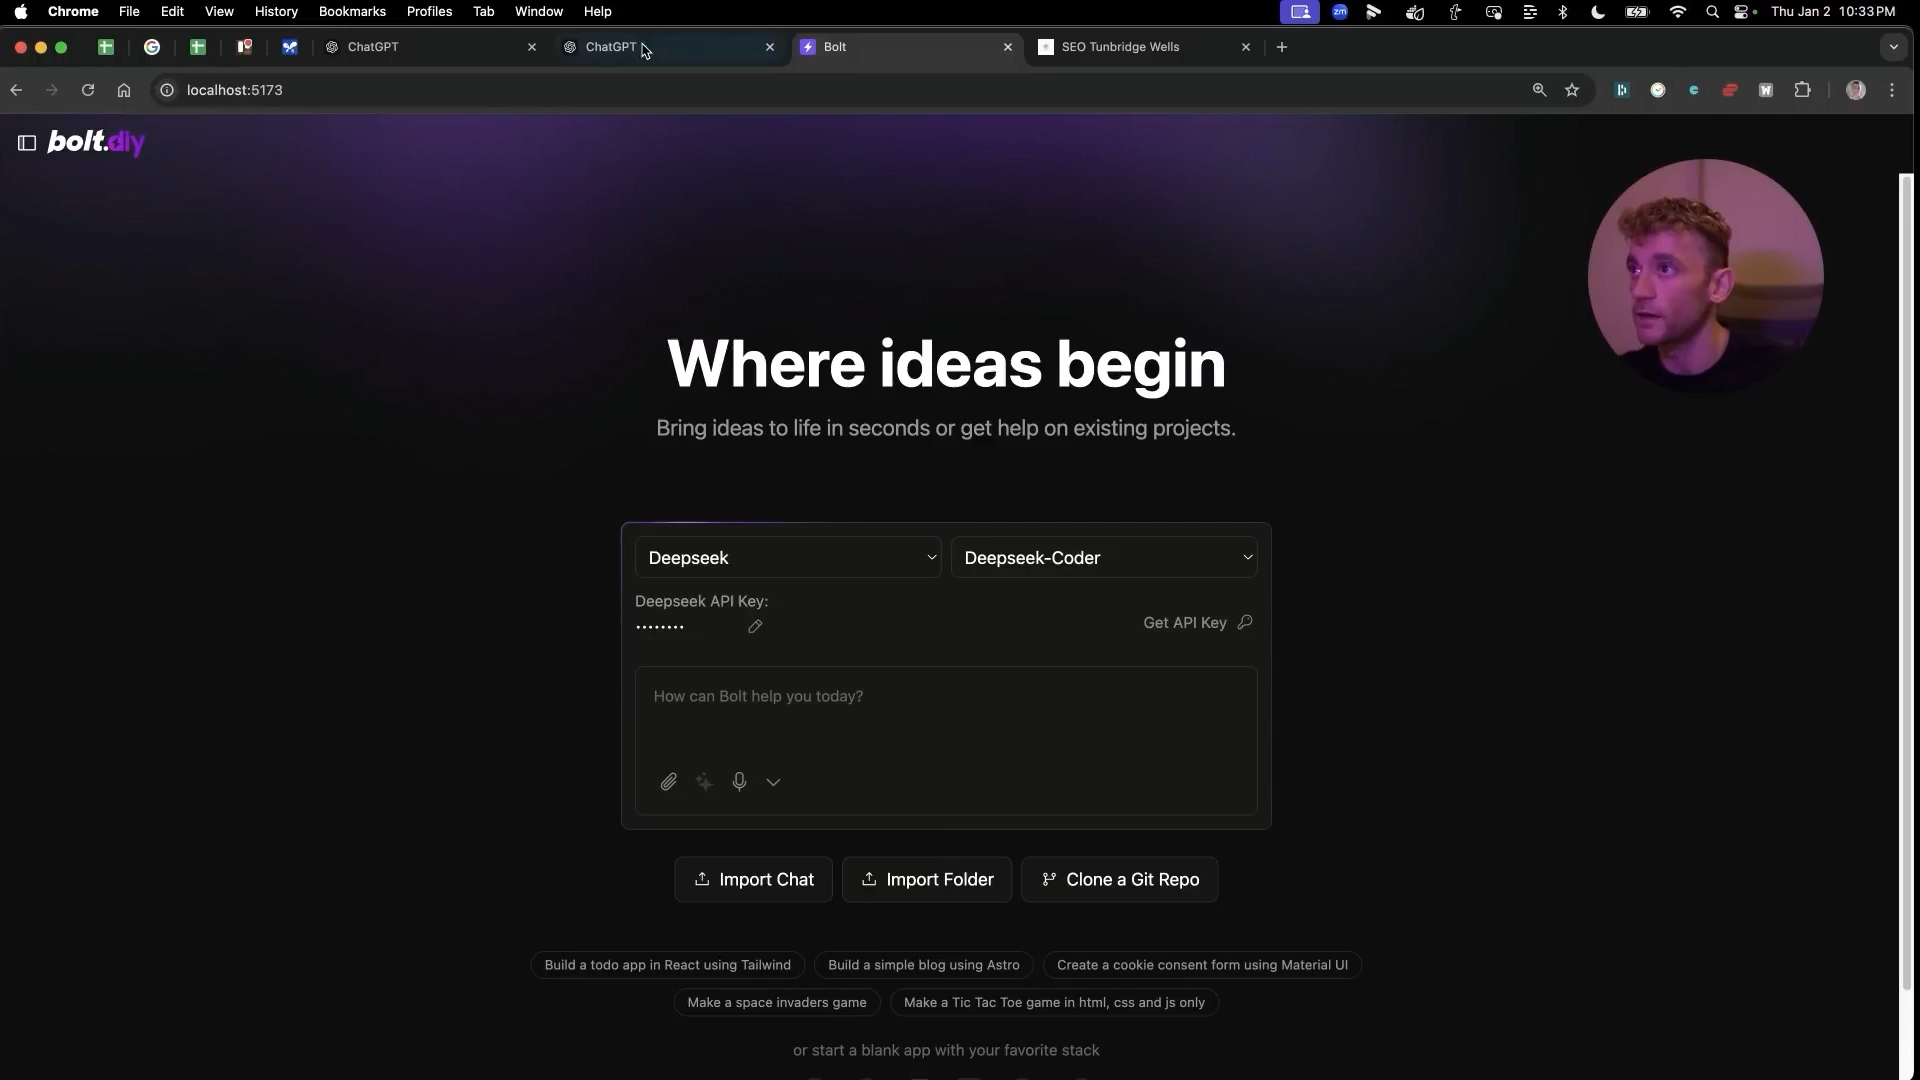 Chrome File Edit View History Bookmarks Profiles Tab Window Help zm Thu Jan 2 10:33 PM
ChatGPT ChatGPT Bolt SEO Tunbridge Wells
localhost:5173
bolt.diy
Where ideas begin
Bring ideas to life in seconds or get help on existing projects.
Deepseek Deepseek-Coder
Deepseek API Key:
•••••••• Get API Key
How can Bolt help you today?
Import Chat Import Folder Clone a Git Repo
Build a todo app in React using Tailwind Build a simple blog using Astro Create a cookie consent form using Material UI
Make a space invaders game Make a Tic Tac Toe game in html, css and js only
or start a blank app with your favorite stack